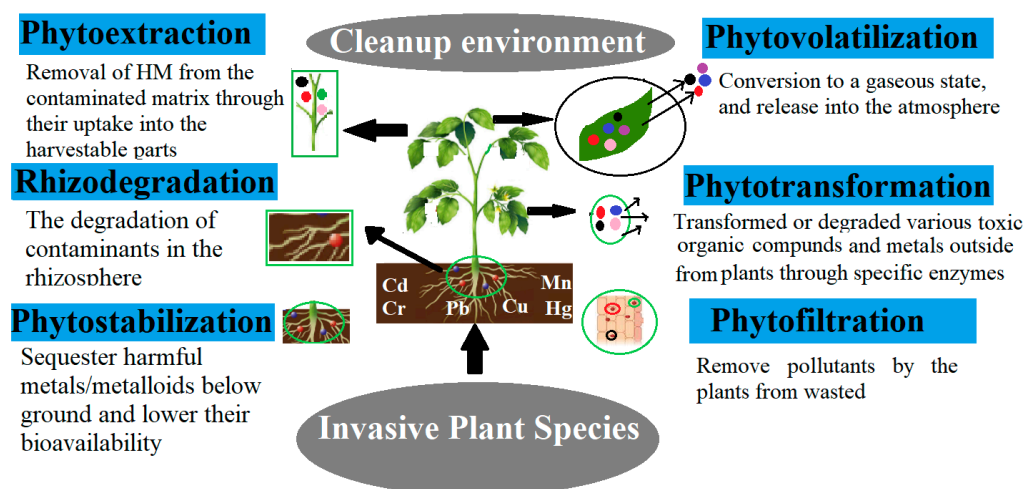 Cleanup environment
Phytoextraction
Removal of HM from the
contaminated matrix through
their uptake into the
harvestable parts
Rhizodegradation
The degradation of
contaminants in the
rhizosphere
Phytostabilization
Sequester harmful
metals/metalloids below
ground and lower their
bioavailability
Cd
Cr
Pb
Cu
Mn
Hg
Invasive Plant Species
Phytovolatilization
Conversion to a gaseous state,
and release into the atmosphere
Phytotransformation
Transformed or degraded various toxic
organic compunds and metals outside
from plants through specific enzymes
Phytofiltration
Remove pollutants by the
plants from wasted